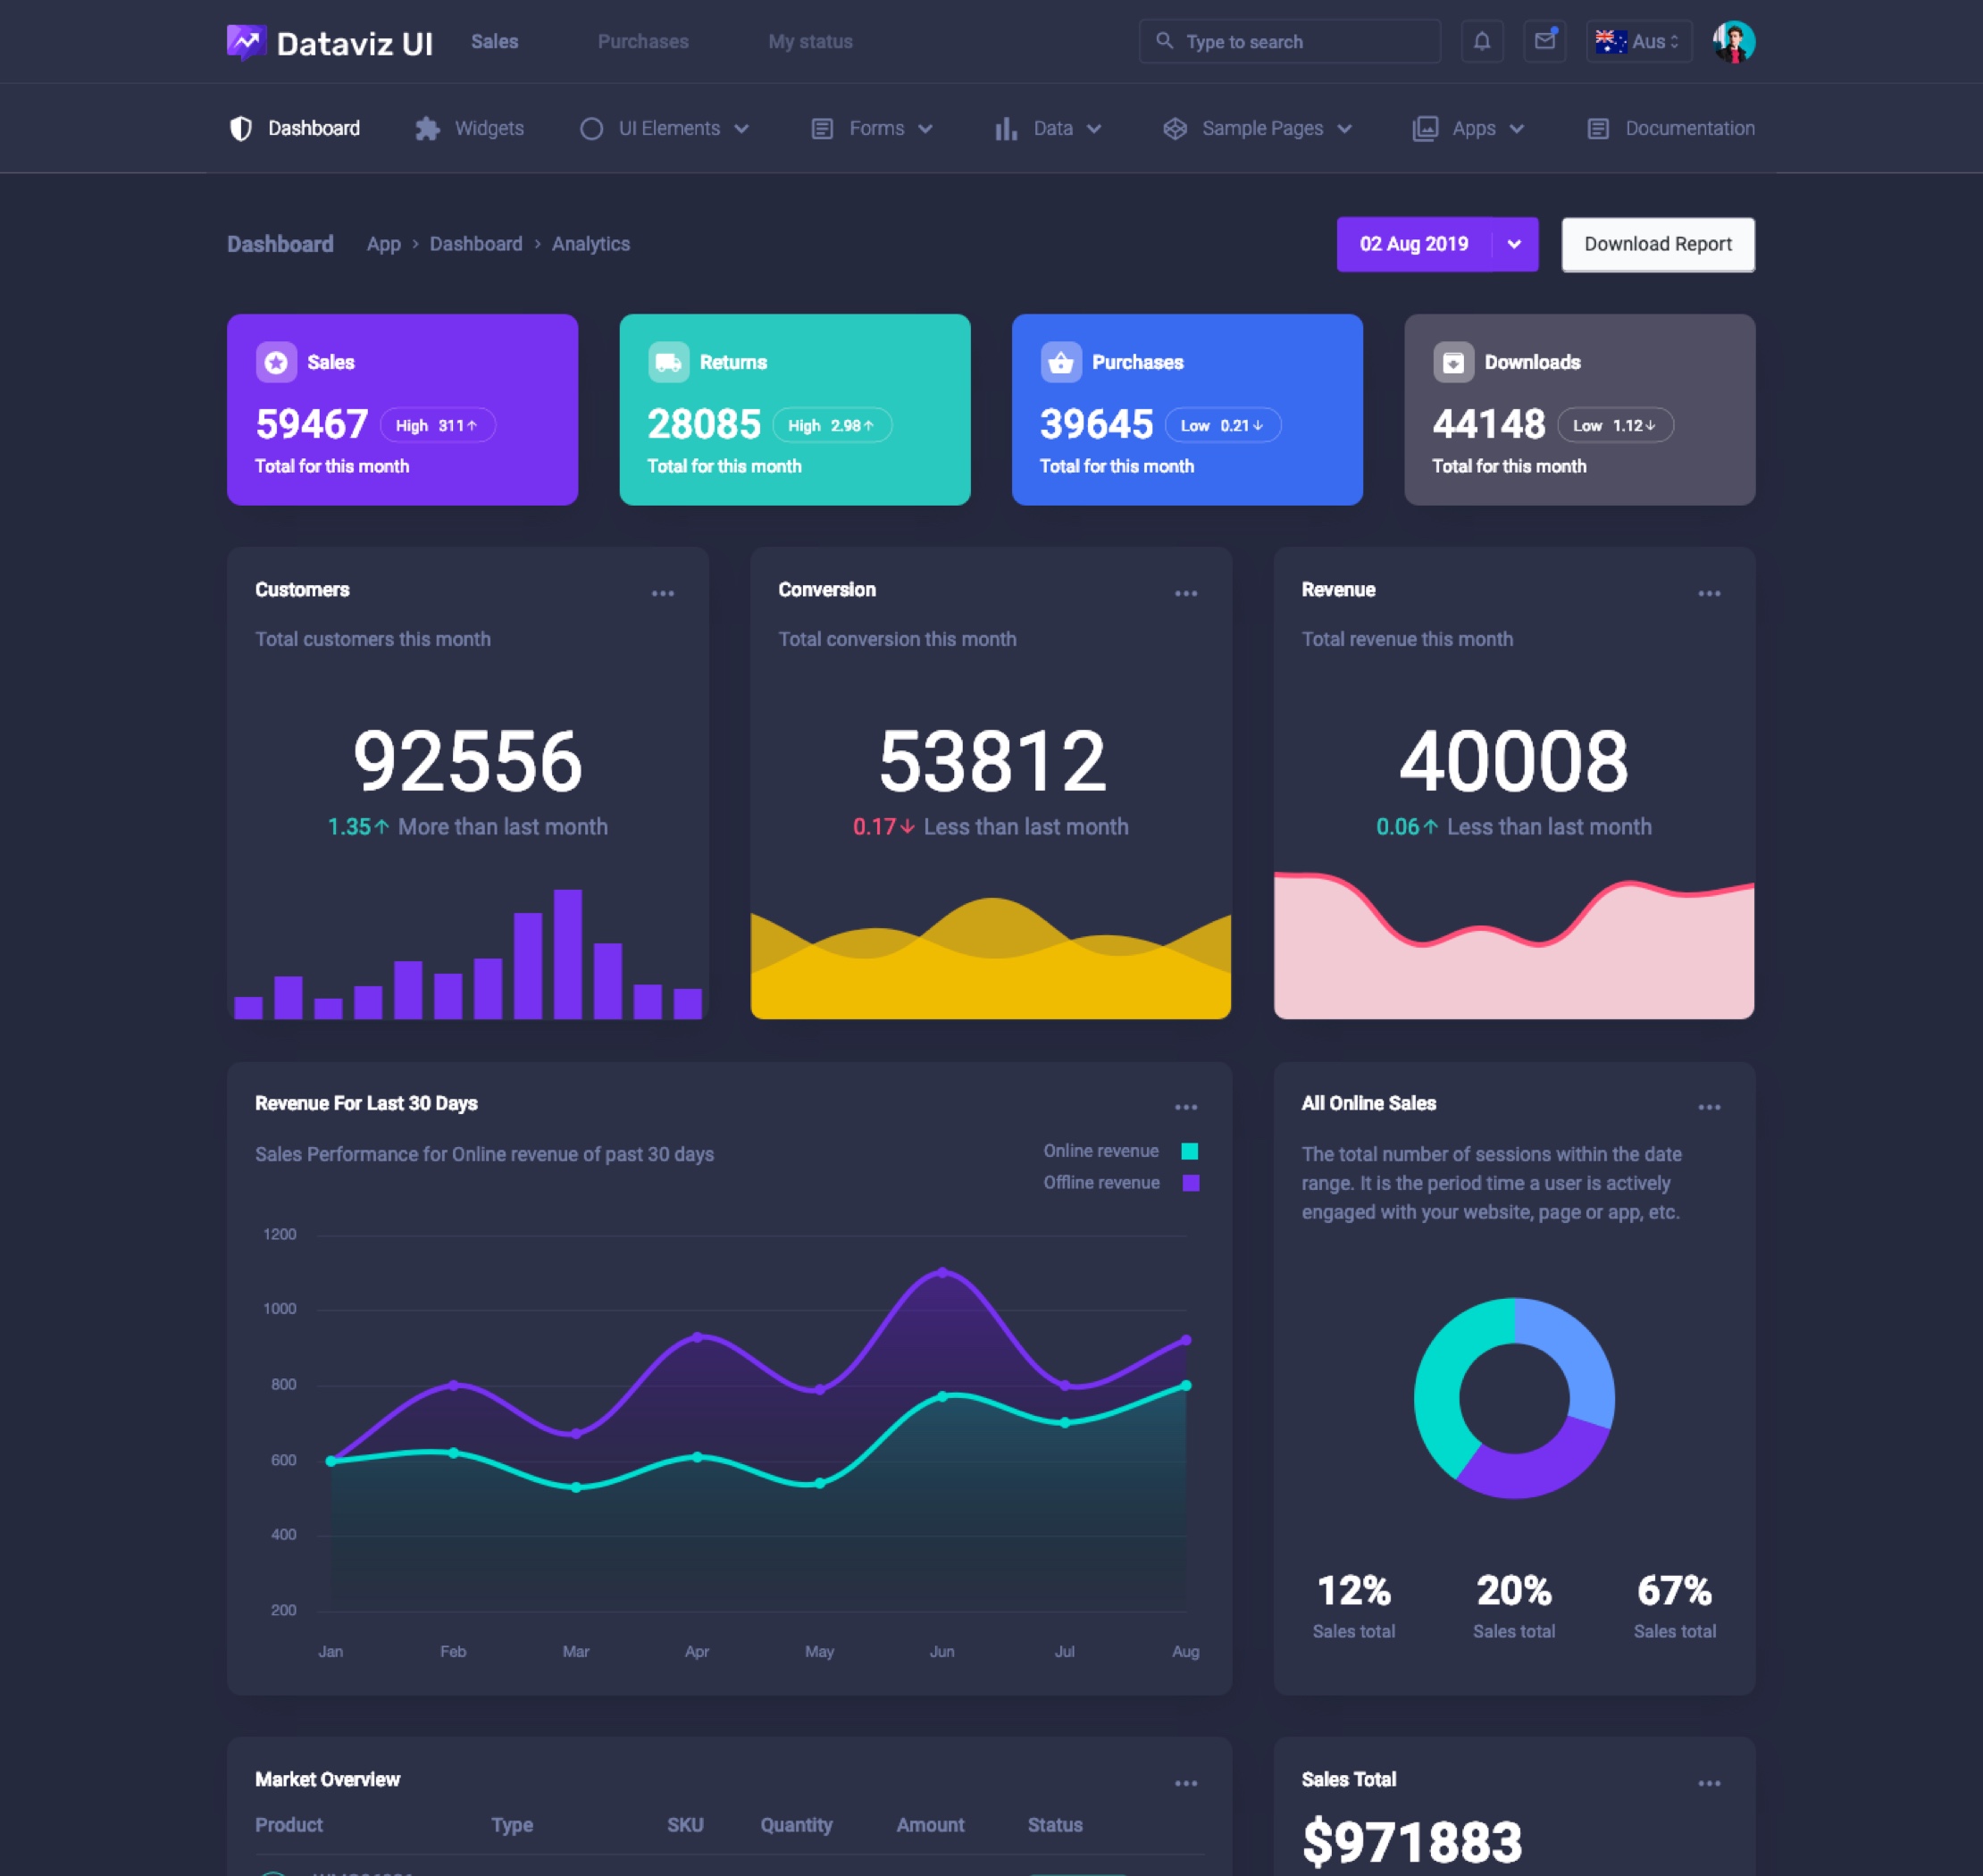 Dataviz UI Sales Purchases My status Type to search Aus
Dashboard Widgets UI Elements Forms Data Sample Pages Apps Documentation
Dashboard App › Dashboard › Analytics 02 Aug 2019 Download Report
Sales
59467 High 311↑
Total for this month
Returns
28085 High 2.98↑
Total for this month
Purchases
39645 Low 0.21↓
Total for this month
Downloads
44148 Low 1.12↓
Total for this month
Customers
Total customers this month
92556
1.35↑ More than last month
Conversion
Total conversion this month
53812
0.17↓ Less than last month
Revenue
Total revenue this month
40008
0.06↑ Less than last month
Revenue For Last 30 Days
Sales Performance for Online revenue of past 30 days
Online revenue
Offline revenue
1200
1000
800
600
400
200
Jan Feb Mar Apr May Jun Jul Aug
All Online Sales
The total number of sessions within the date
range. It is the period time a user is actively
engaged with your website, page or app, etc.
12% 20% 67%
Sales total Sales total Sales total
Market Overview
Product Type SKU Quantity Amount Status
Sales Total
$971883